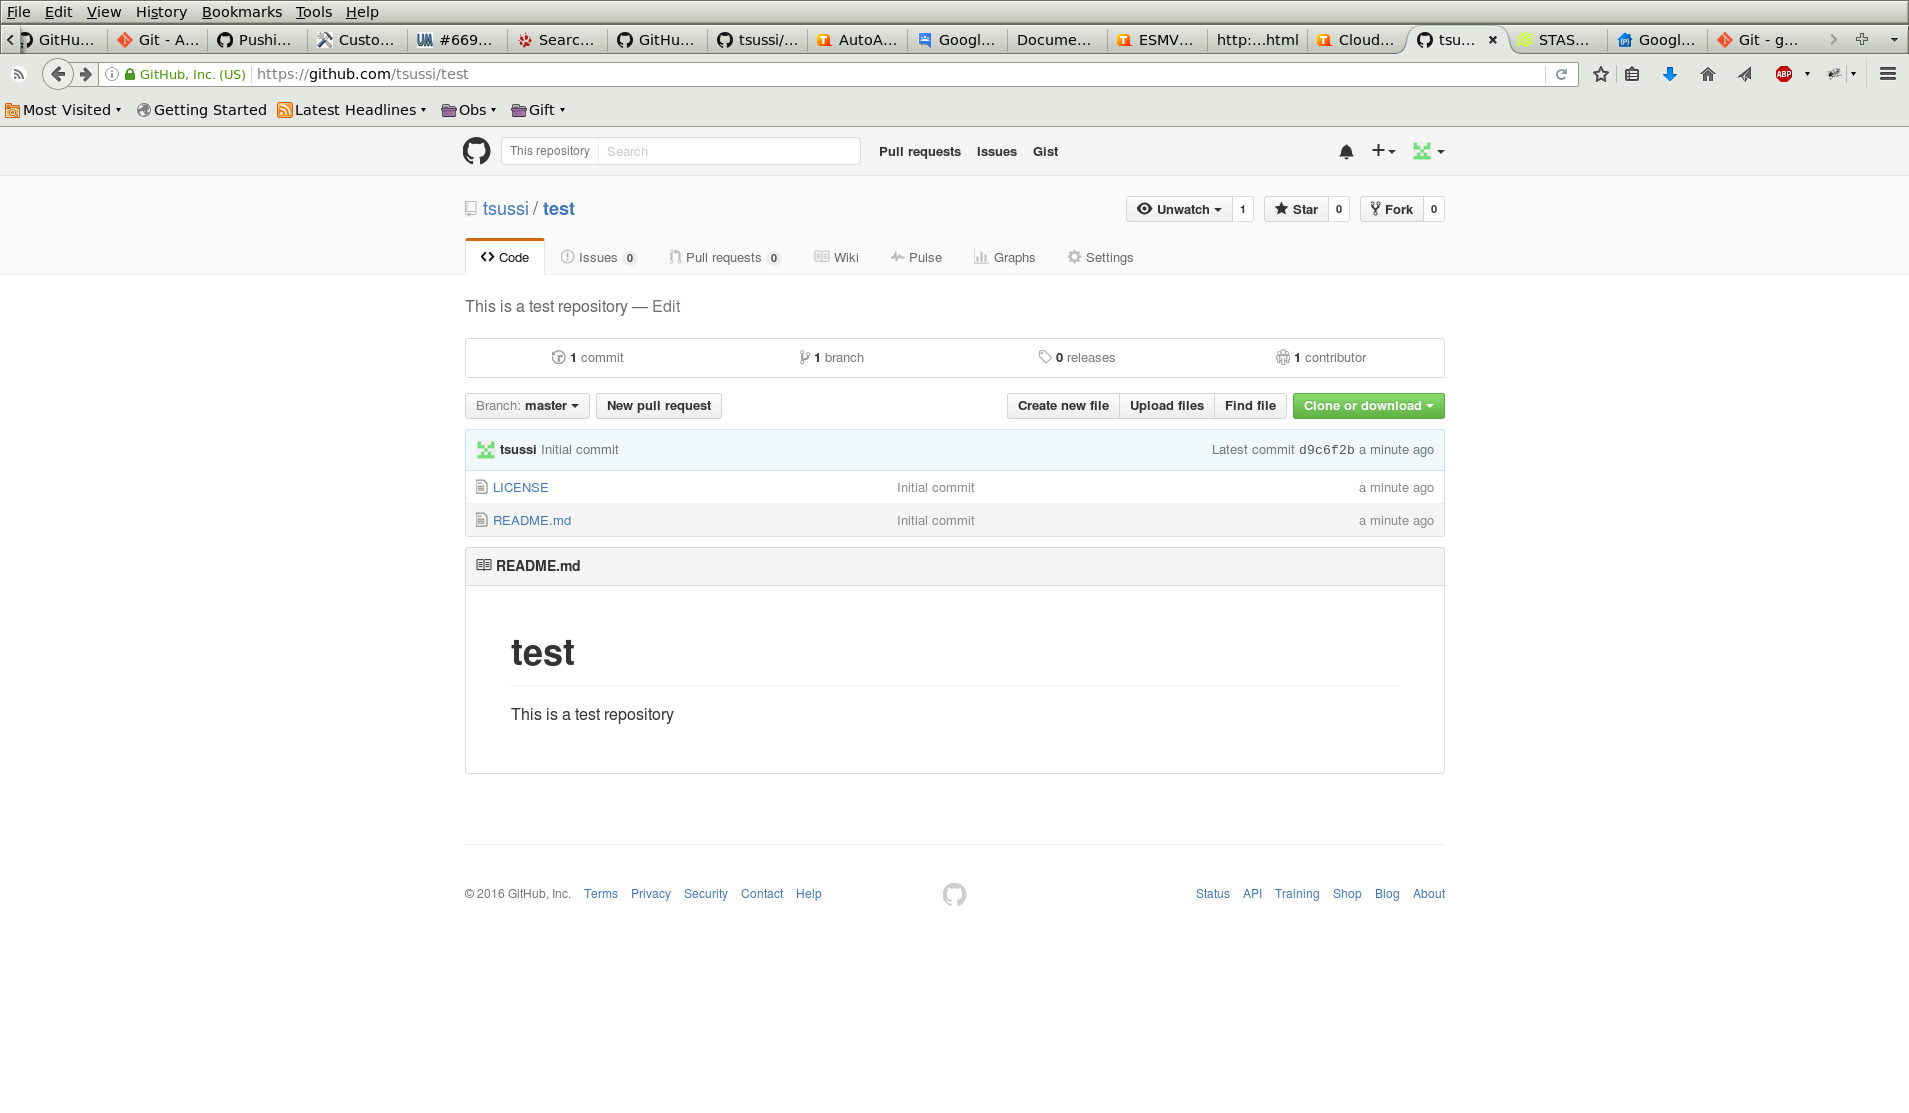 File Edit View History Bookmarks Tools Help
GitHu... Git - A... Pushi... Custo... #669... Searc... GitHu... tsussi/... AutoA... Googl... Docume... ESMV... http:...html Cloud... tsu... STAS... Googl... Git - g...
GitHub, Inc. (US) https://github.com/tsussi/test ABP
Most Visited Getting Started Latest Headlines Obs Gift
This repository Search Pull requests Issues Gist
tsussi / test Unwatch 1 Star 0 Fork 0
Code Issues 0 Pull requests 0 Wiki Pulse Graphs Settings
This is a test repository — Edit
1 commit 1 branch 0 releases 1 contributor
Branch: master New pull request Create new file Upload files Find file Clone or download
tsussi Initial commit Latest commit d9c6f2b a minute ago
LICENSE Initial commit a minute ago
README.md Initial commit a minute ago
README.md
test
This is a test repository
© 2016 GitHub, Inc. Terms Privacy Security Contact Help Status API Training Shop Blog About